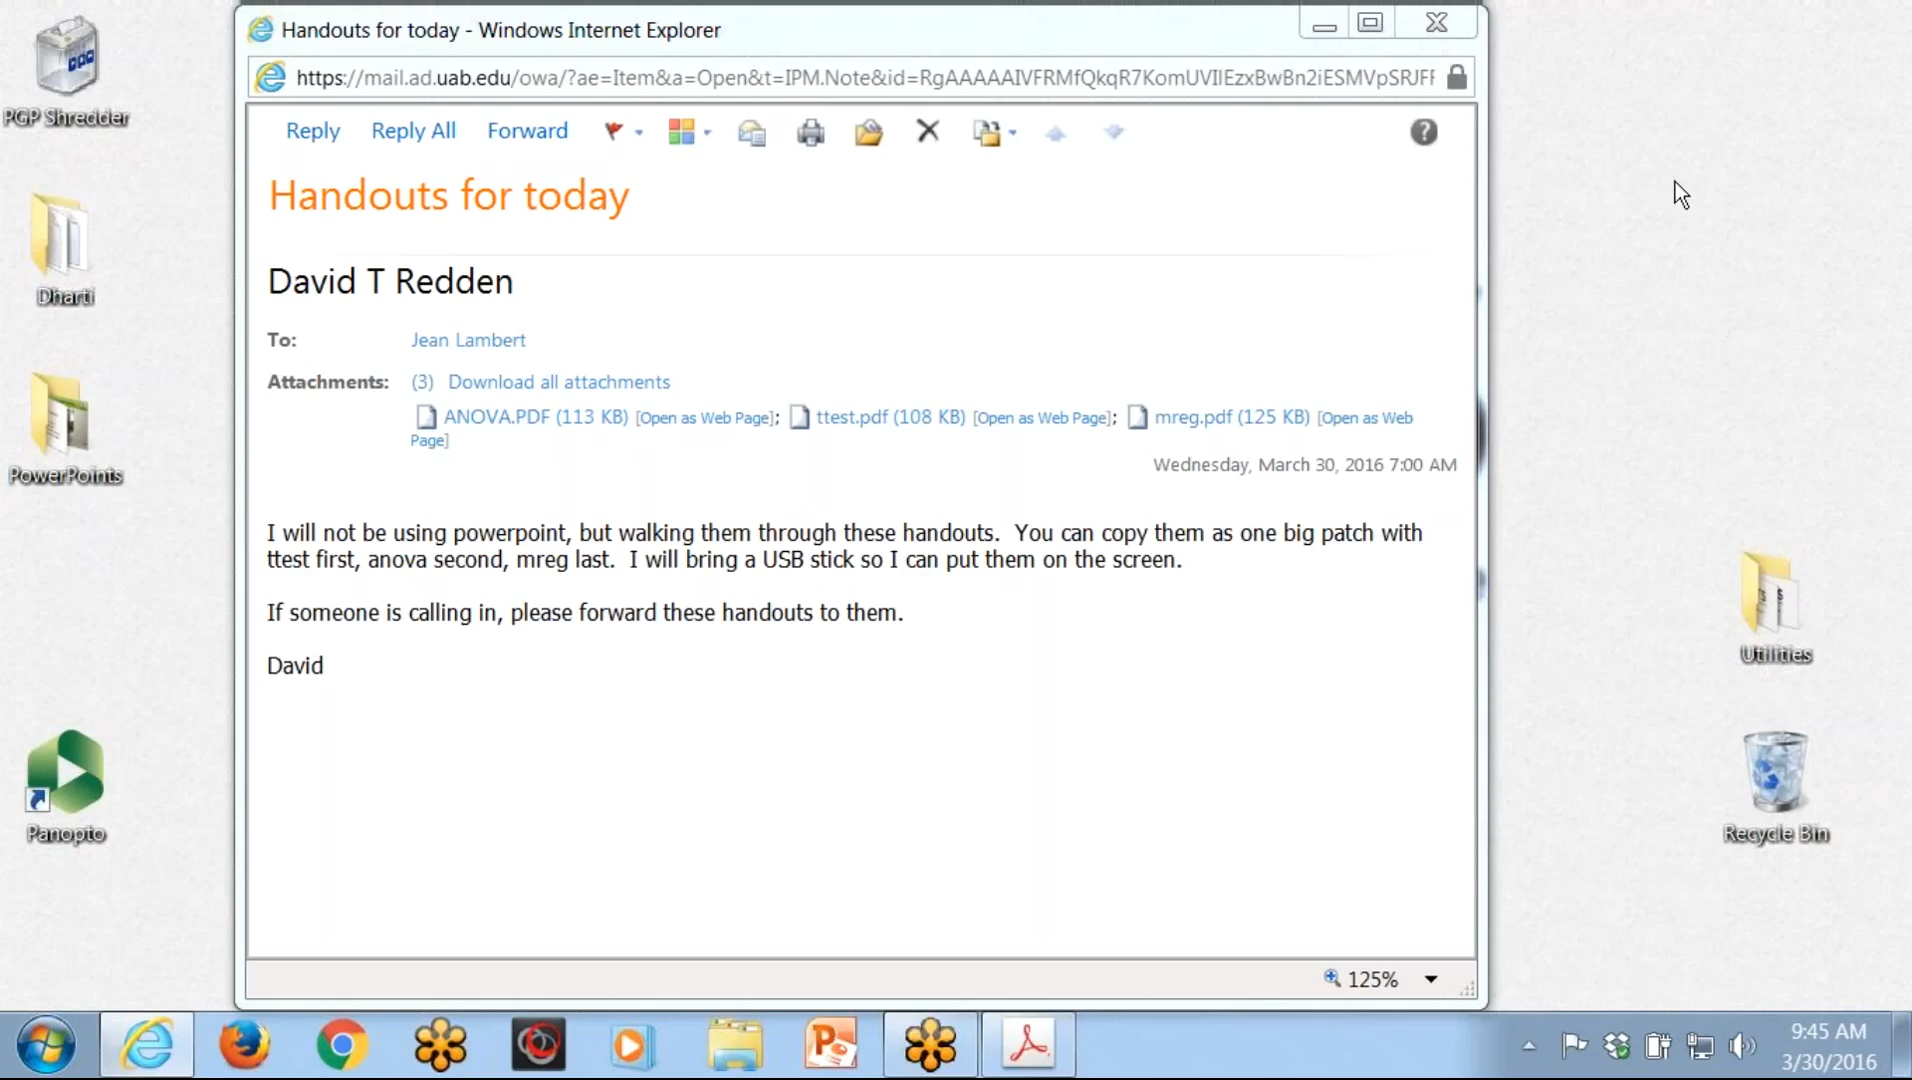 Handouts for today - Windows Internet Explorer
https://mail.ad.uab.edu/owa/?ae=Item&a=Open&t=IPM.Note&id=RgAAAAAIVFRMfQkqR7KomUVIlEzxBwBn2iESMVpSRJFF
Reply Reply All Forward
Handouts for today
David T Redden
To: Jean Lambert
Attachments: (3) Download all attachments
ANOVA.PDF (113 KB) [Open as Web Page]; ttest.pdf (108 KB) [Open as Web Page]; mreg.pdf (125 KB) [Open as Web
Page]
Wednesday, March 30, 2016 7:00 AM
I will not be using powerpoint, but walking them through these handouts. You can copy them as one big patch with
ttest first, anova second, mreg last. I will bring a USB stick so I can put them on the screen.
If someone is calling in, please forward these handouts to them.
David
125%
PGP Shredder
Dharti
PowerPoints
Panopto
Utilities
Recycle Bin
9:45 AM
3/30/2016